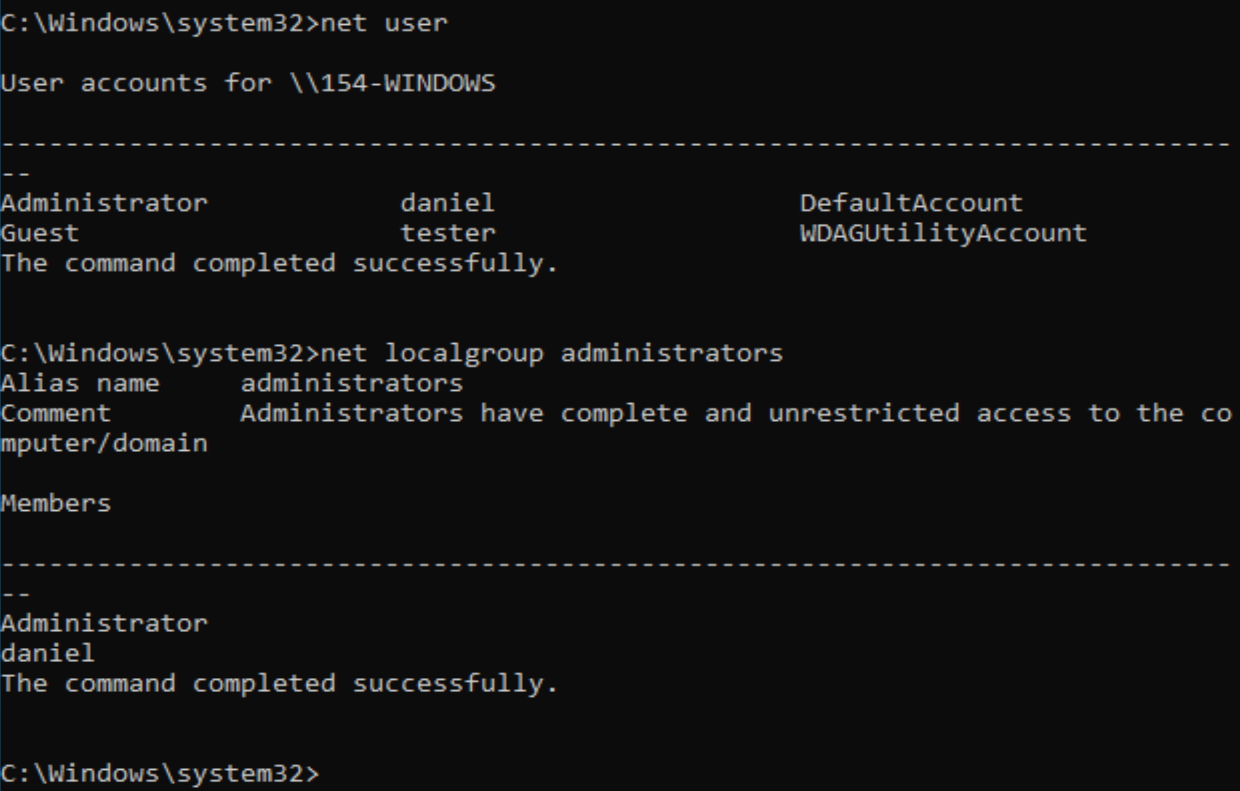 C:\Windows\system32>net user
User accounts for \\154-WINDOWS
-------------------------------------------------------------------------------
--
Administrator            daniel                   DefaultAccount
Guest                    tester                   WDAGUtilityAccount
The command completed successfully.
C:\Windows\system32>net localgroup administrators
Alias name     administrators
Comment        Administrators have complete and unrestricted access to the co
mputer/domain
Members
-------------------------------------------------------------------------------
--
Administrator
daniel
The command completed successfully.
C:\Windows\system32>